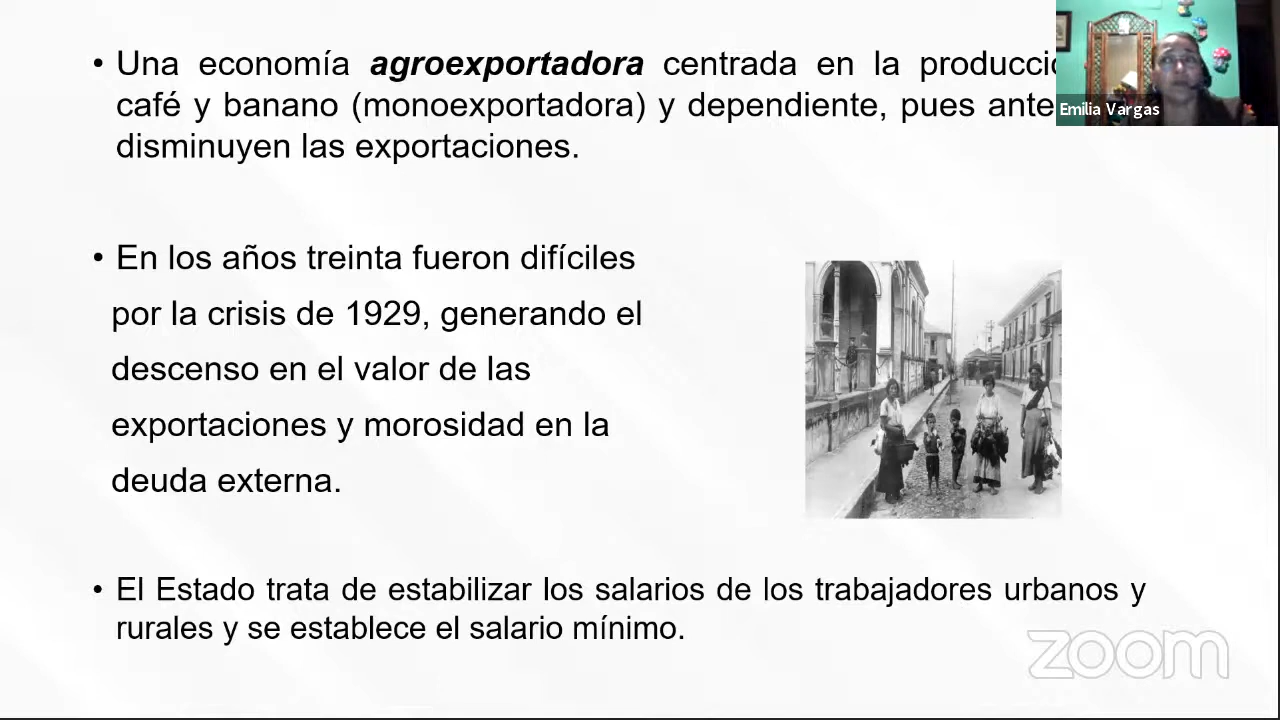 • Una economía agroexportadora centrada en la
café y banano (monoexportadora) y dependiente, pues
disminuyen las exportaciones.
• En los años treinta fueron difíciles
por la crisis de 1929, generando el
descenso en el valor de las
exportaciones y morosidad en la
deuda externa.
• El Estado trata de estabilizar los salarios de los trabajadores urbanos y
rurales y se establece el salario mínimo.
Emilia Vargas
zoom